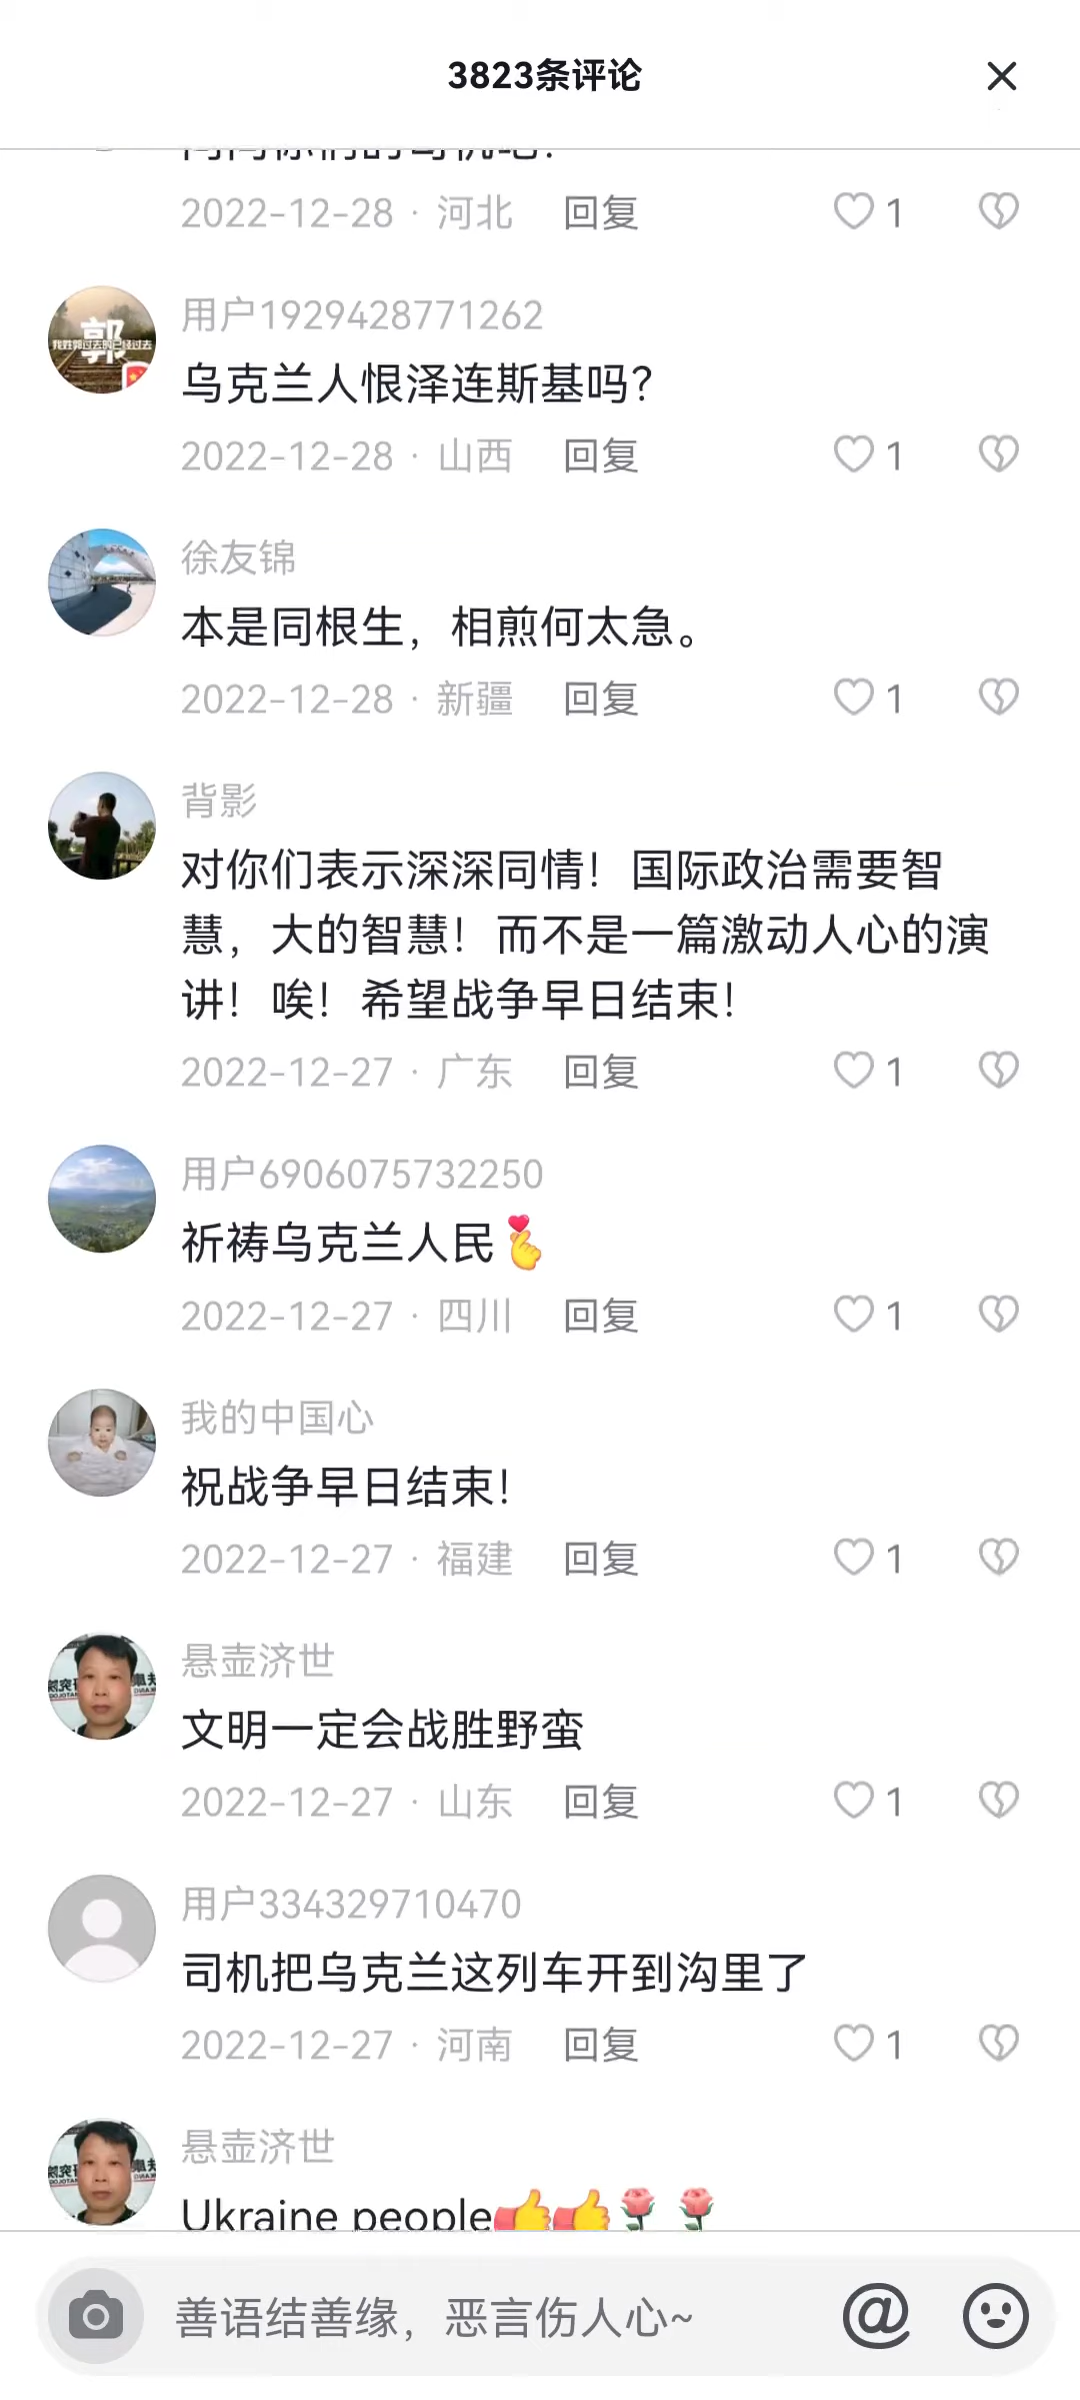 3823条评论
2022-12-28 · 河北 回复 1
用户1929428771262
乌克兰人恨泽连斯基吗?
2022-12-28 · 山西 回复 1
徐友锦
本是同根生，相煎何太急。
2022-12-28 · 新疆 回复 1
背影
对你们表示深深同情！国际政治需要智
慧，大的智慧！而不是一篇激动人心的演
讲！唉！希望战争早日结束！
2022-12-27 · 广东 回复 1
用户6906075732250
祈祷乌克兰人民
2022-12-27 · 四川 回复 1
我的中国心
祝战争早日结束！
2022-12-27 · 福建 回复 1
悬壶济世
文明一定会战胜野蛮
2022-12-27 · 山东 回复 1
用户334329710470
司机把乌克兰这列车开到沟里了
2022-12-27 · 河南 回复 1
悬壶济世
Ukraine people
善语结善缘，恶言伤人心~